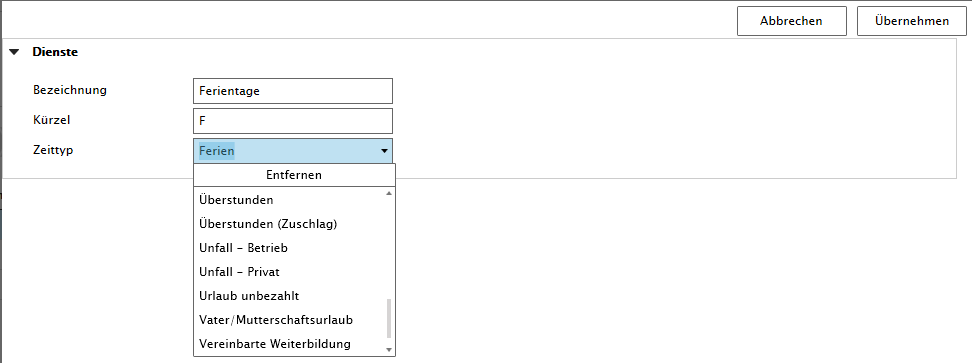 Abbrechen
Übernehmen
Dienste
Bezeichnung
Ferientage
Kürzel
F
Zeittyp
Ferien
Entfernen
Überstunden
Überstunden (Zuschlag)
Unfall – Betrieb
Unfall – Privat
Urlaub unbezahlt
Vater/Mutterschaftsurlaub
Vereinbarte Weiterbildung